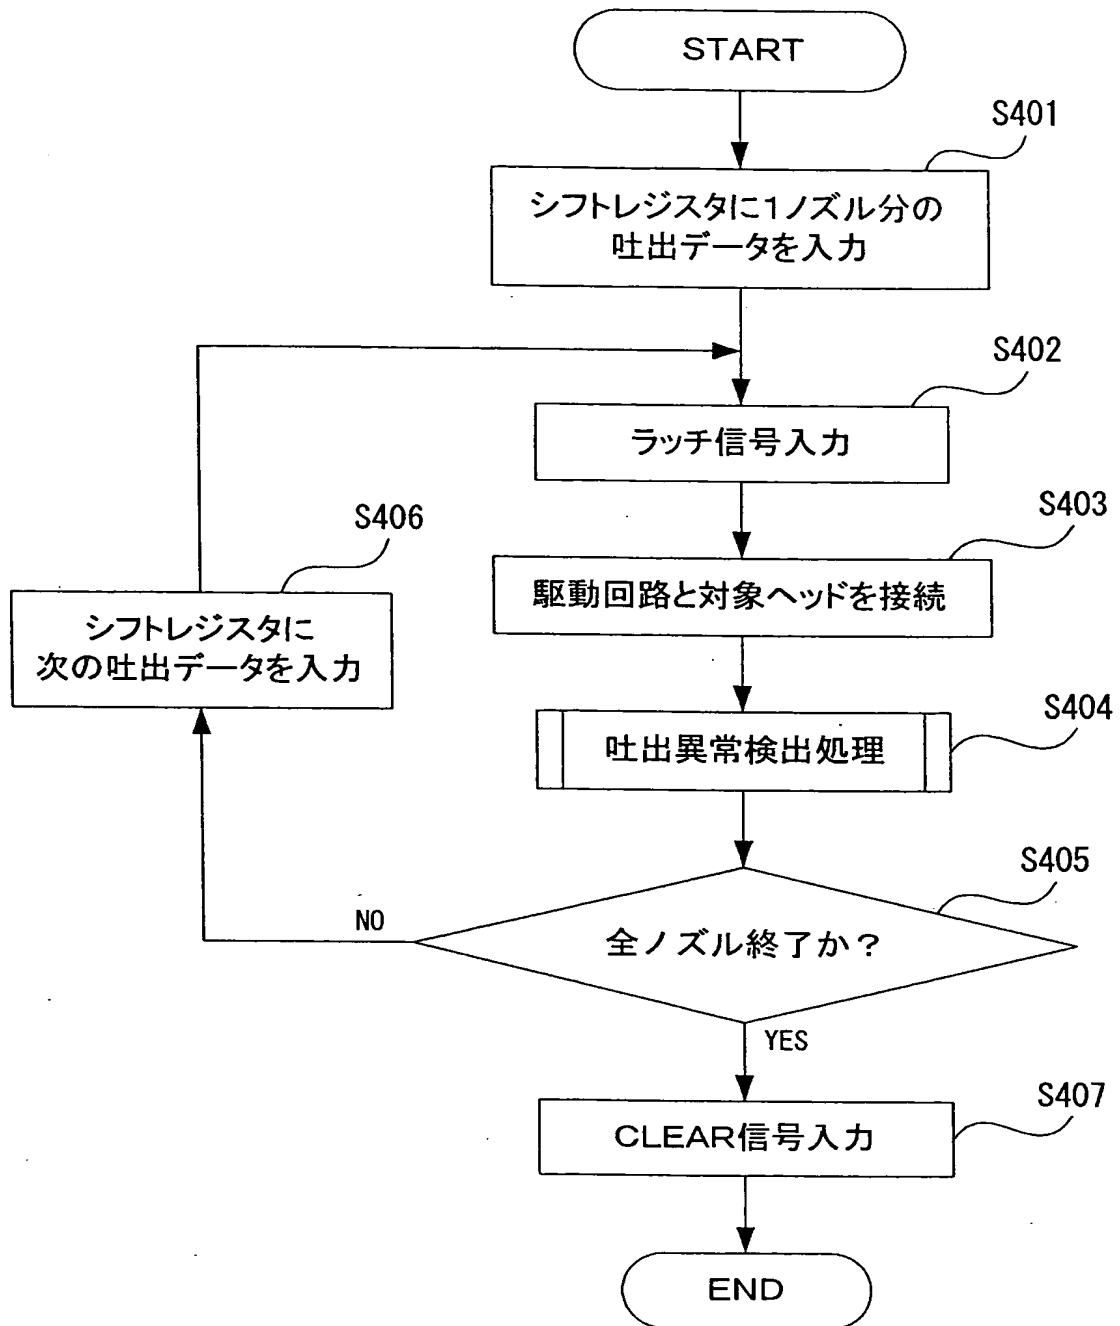 START
S401
シフトレジスタに1ノズル分の
吐出データを入力
S402
ラッチ信号入力
S403
駆動回路と対象ヘッドを接続
S406
シフトレジスタに
次の吐出データを入力
S404
吐出異常検出処理
S405
全ノズル終了か?
NO
YES
S407
CLEAR信号入力
END